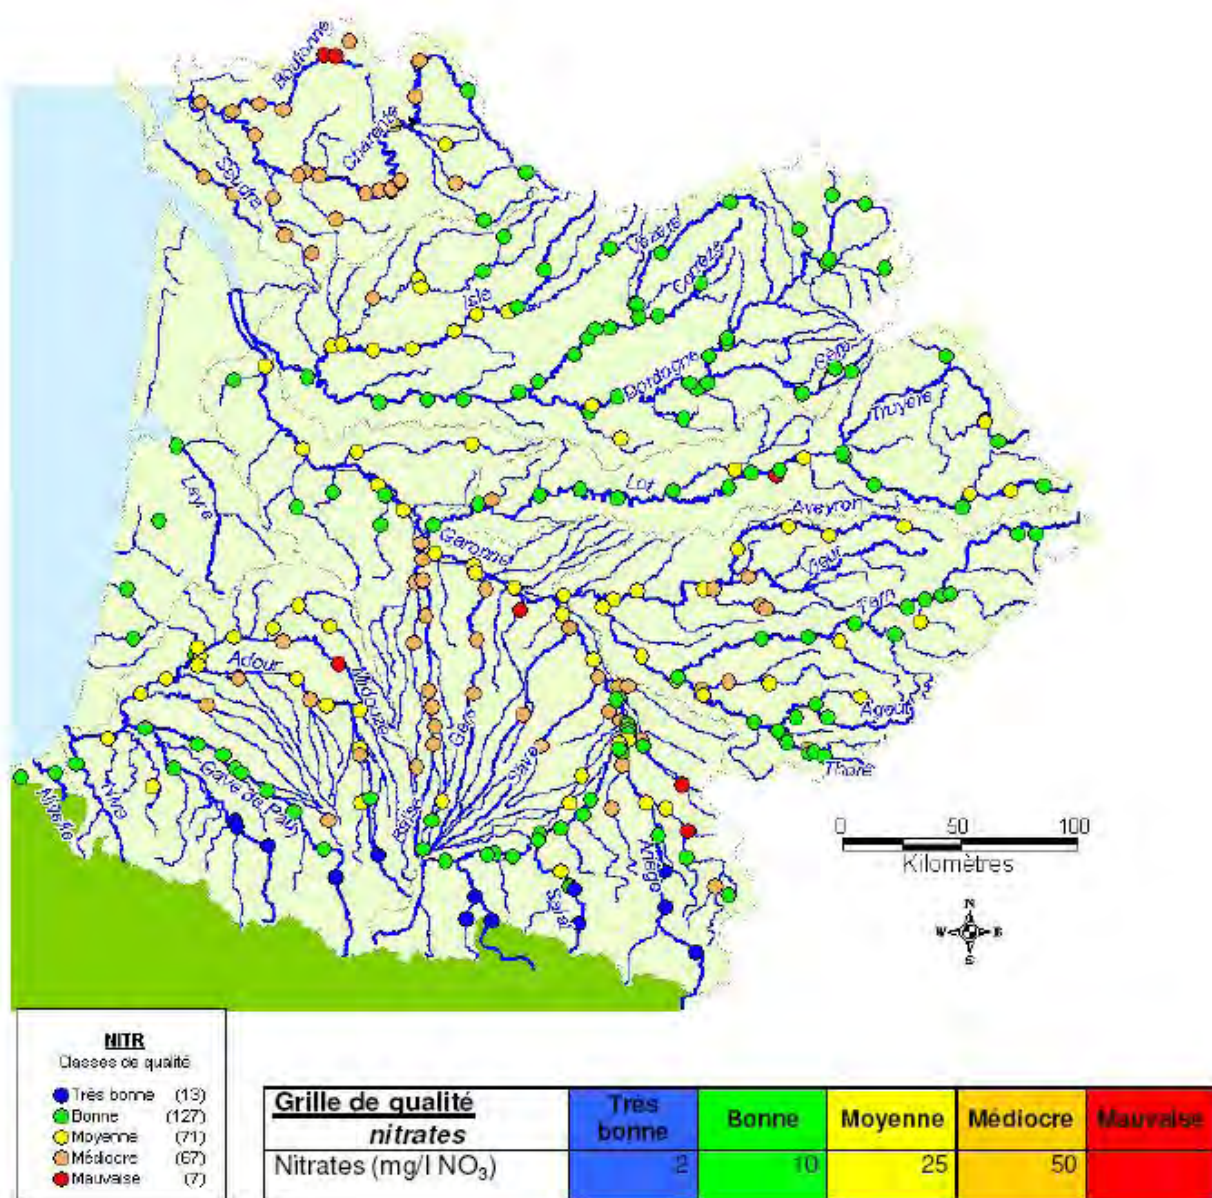 Boutonne
Charente
Seudre
Vézère
Corrèze
Isle
Dordogne
Cère
Truyère
Lot
Leyre
Aveyron
Garonne
Tarn
Adour
Midouze
Gers
Save
Agout
Thoré
Gave de Pau
Baïse
Nive
Nivelle
Ariège
Salat
0 50 100
Kilomètres
N
W E
S
NITR
Classes de qualité
Très bonne (13)
Bonne (127)
Moyenne (71)
Médiocre (67)
Mauvaise (7)
Grille de qualité
nitrates
Très
bonne
Bonne
Moyenne
Médiocre
Mauvaise
Nitrates (mg/l NO₃)
2
10
25
50